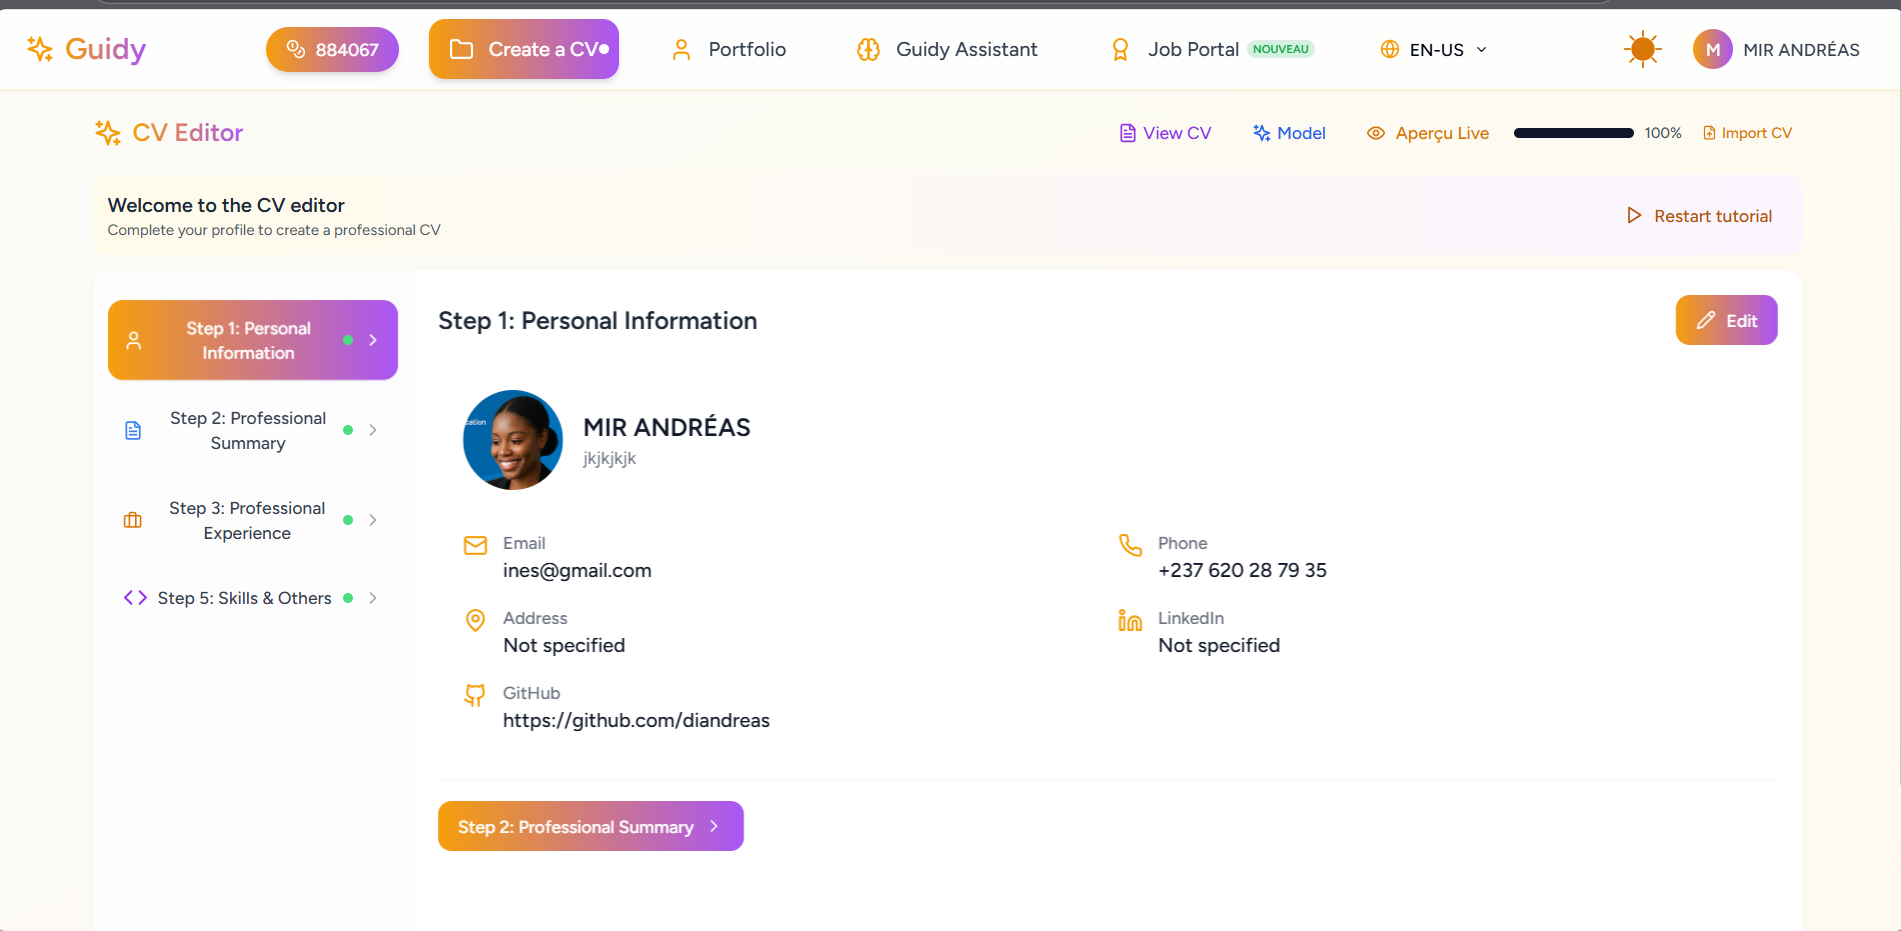 Guidy
884067
Create a CV
Portfolio
Guidy Assistant
Job Portal NOUVEAU
EN-US
M MIR ANDRÉAS
CV Editor
View CV
Model
Aperçu Live
100%
Import CV
Welcome to the CV editor
Complete your profile to create a professional CV
Restart tutorial
Step 1: Personal
Information
Step 2: Professional
Summary
Step 3: Professional
Experience
Step 5: Skills & Others
Step 1: Personal Information
Edit
cation
MIR ANDRÉAS
jkjkjkjk
Email
ines@gmail.com
Phone
+237 620 28 79 35
Address
Not specified
LinkedIn
Not specified
GitHub
https://github.com/diandreas
Step 2: Professional Summary